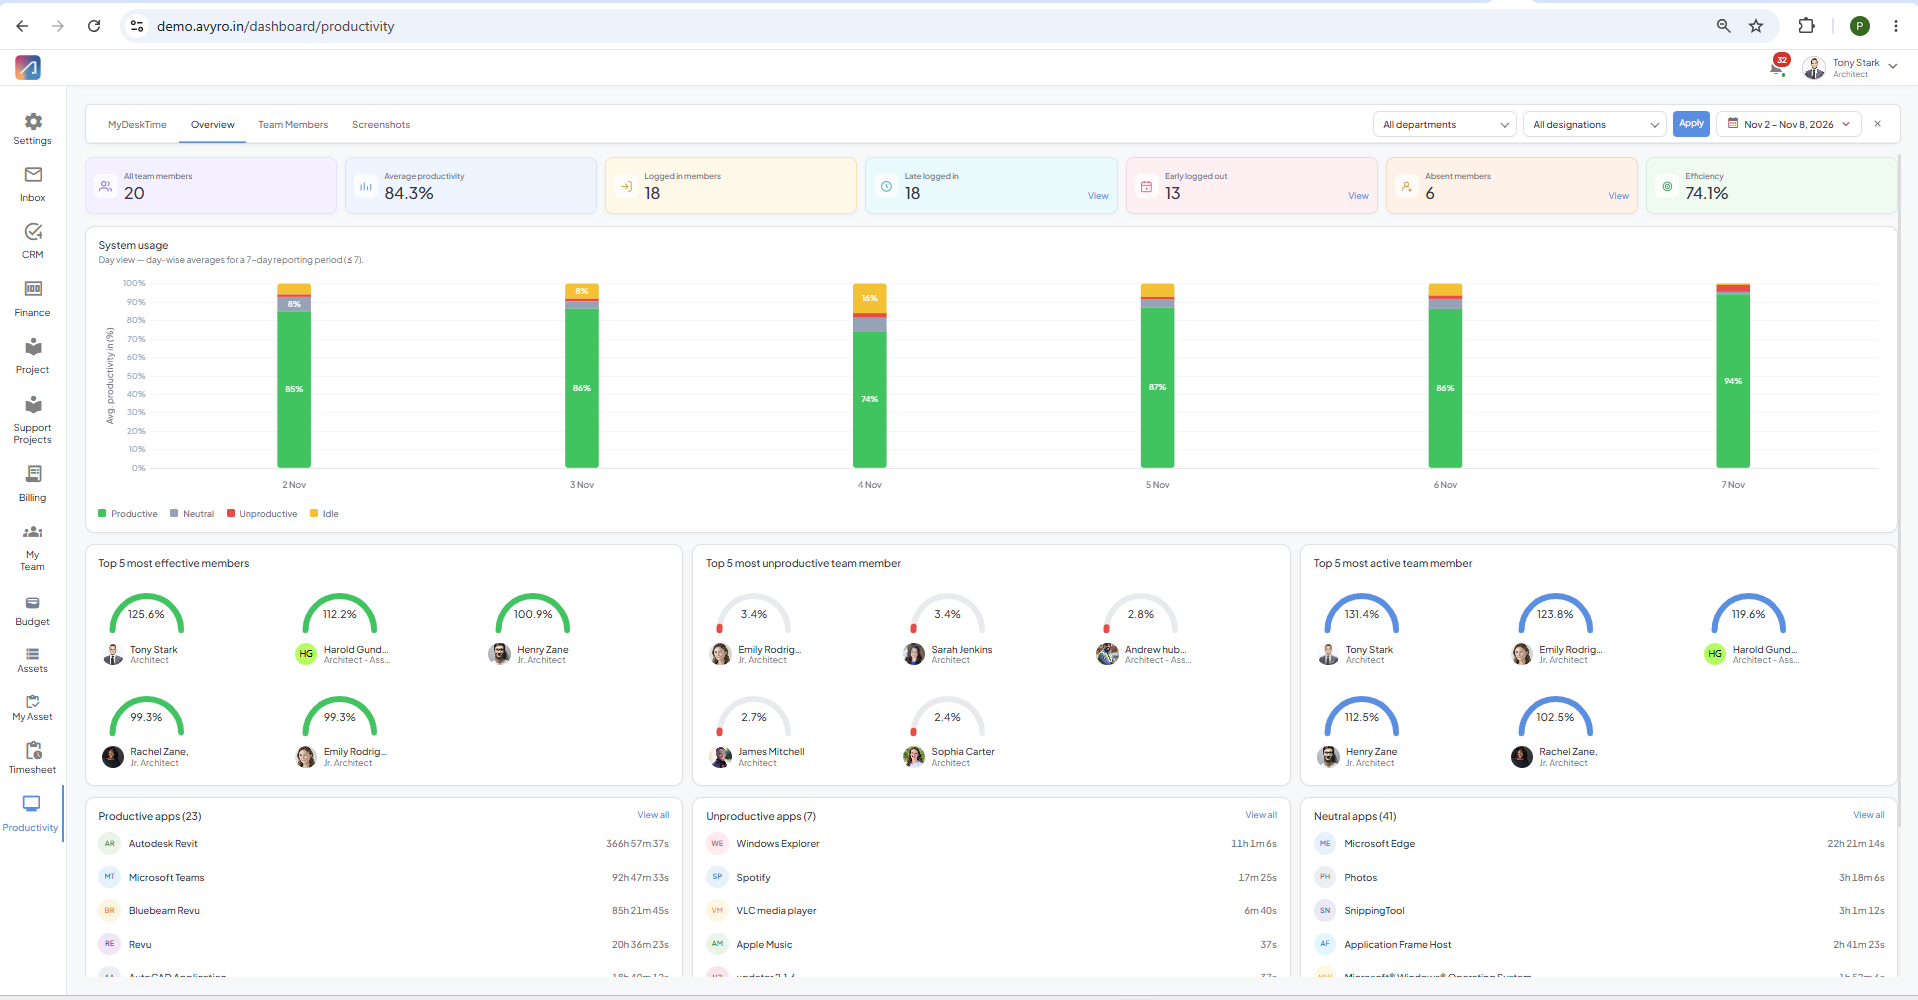 demo.avyro.in/dashboard/productivity
P
32
Tony Stark
Architect
Settings
Inbox
CRM
Finance
Project
Support
Projects
Billing
My
Team
Budget
Assets
My Asset
Timesheet
Productivity
MyDeskTime
Overview
Team Members
Screenshots
All departments
All designations
Apply
Nov 2 – Nov 8, 2026
All team members
20
Average productivity
84.3%
Logged in members
18
Late logged in
18
View
Early logged out
13
View
Absent members
6
View
Efficiency
74.1%
System usage
Day view — day-wise averages for a 7-day reporting period (≤ 7).
Avg. productivity in (%)
100%
90%
80%
70%
60%
50%
40%
30%
20%
10%
0%
8%
85%
8%
86%
16%
74%
87%
86%
94%
2 Nov
3 Nov
4 Nov
5 Nov
6 Nov
7 Nov
Productive
Neutral
Unproductive
Idle
Top 5 most effective members
125.6%
Tony Stark
Architect
112.2%
HG
Harold Gund...
Architect - Ass...
100.9%
Henry Zane
Jr. Architect
99.3%
Rachel Zane,
Jr. Architect
99.3%
Emily Rodrig...
Jr. Architect
Top 5 most unproductive team member
3.4%
Emily Rodrig...
Jr. Architect
3.4%
Sarah Jenkins
Architect
2.8%
Andrew hub...
Architect - Ass...
2.7%
James Mitchell
Architect
2.4%
Sophia Carter
Architect
Top 5 most active team member
131.4%
Tony Stark
Architect
123.8%
Emily Rodrig...
Jr. Architect
119.6%
HG
Harold Gund...
Architect - Ass...
112.5%
Henry Zane
Jr. Architect
102.5%
Rachel Zane,
Jr. Architect
Productive apps (23)
View all
AR Autodesk Revit 366h 57m 37s
MT Microsoft Teams 92h 47m 33s
BR Bluebeam Revu 85h 21m 45s
RE Revu 20h 36m 23s
AutoCAD Application
Unproductive apps (7)
View all
WE Windows Explorer 11h 1m 6s
SP Spotify 17m 25s
VM VLC media player 6m 40s
AM Apple Music 37s
Neutral apps (41)
View all
ME Microsoft Edge 22h 21m 14s
PH Photos 3h 18m 6s
SN SnippingTool 3h 1m 12s
AF Application Frame Host 2h 41m 23s
Microsoft® Windows® Operating System